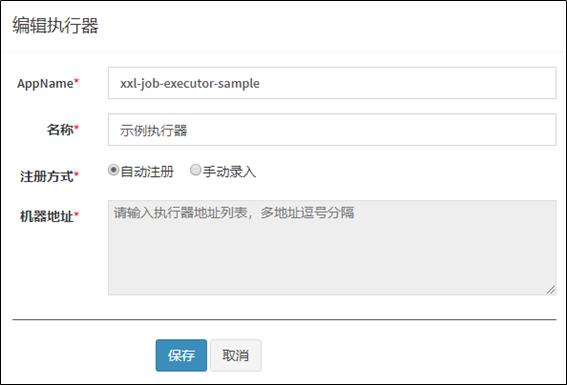 编辑执行器
AppName* xxl-job-executor-sample
名称* 示例执行器
注册方式* 自动注册 手动录入
机器地址* 请输入执行器地址列表，多地址逗号分隔
保存 取消